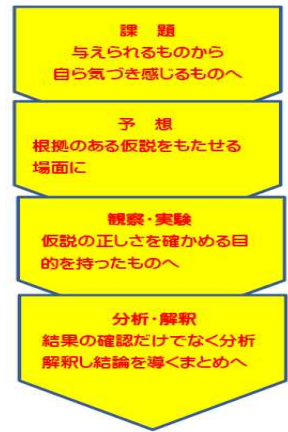 課　題
与えられるものから
自ら気づき感じるものへ
予　想
根拠のある仮説をもたせる
場面に
観察・実験
仮説の正しさを確かめる目
的を持ったものへ
分析・解釈
結果の確認だけでなく分析
解釈し結論を導くまとめへ